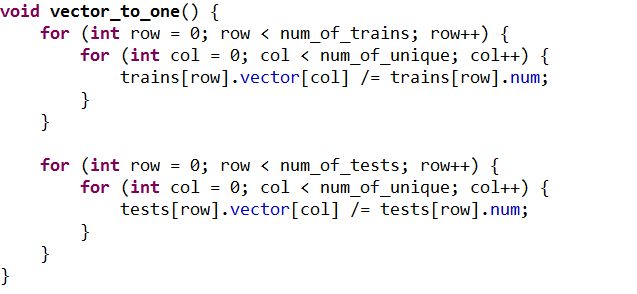 void vector_to_one() {
    for (int row = 0; row < num_of_trains; row++) {
        for (int col = 0; col < num_of_unique; col++) {
            trains[row].vector[col] /= trains[row].num;
        }
    }

    for (int row = 0; row < num_of_tests; row++) {
        for (int col = 0; col < num_of_unique; col++) {
            tests[row].vector[col] /= tests[row].num;
        }
    }
}